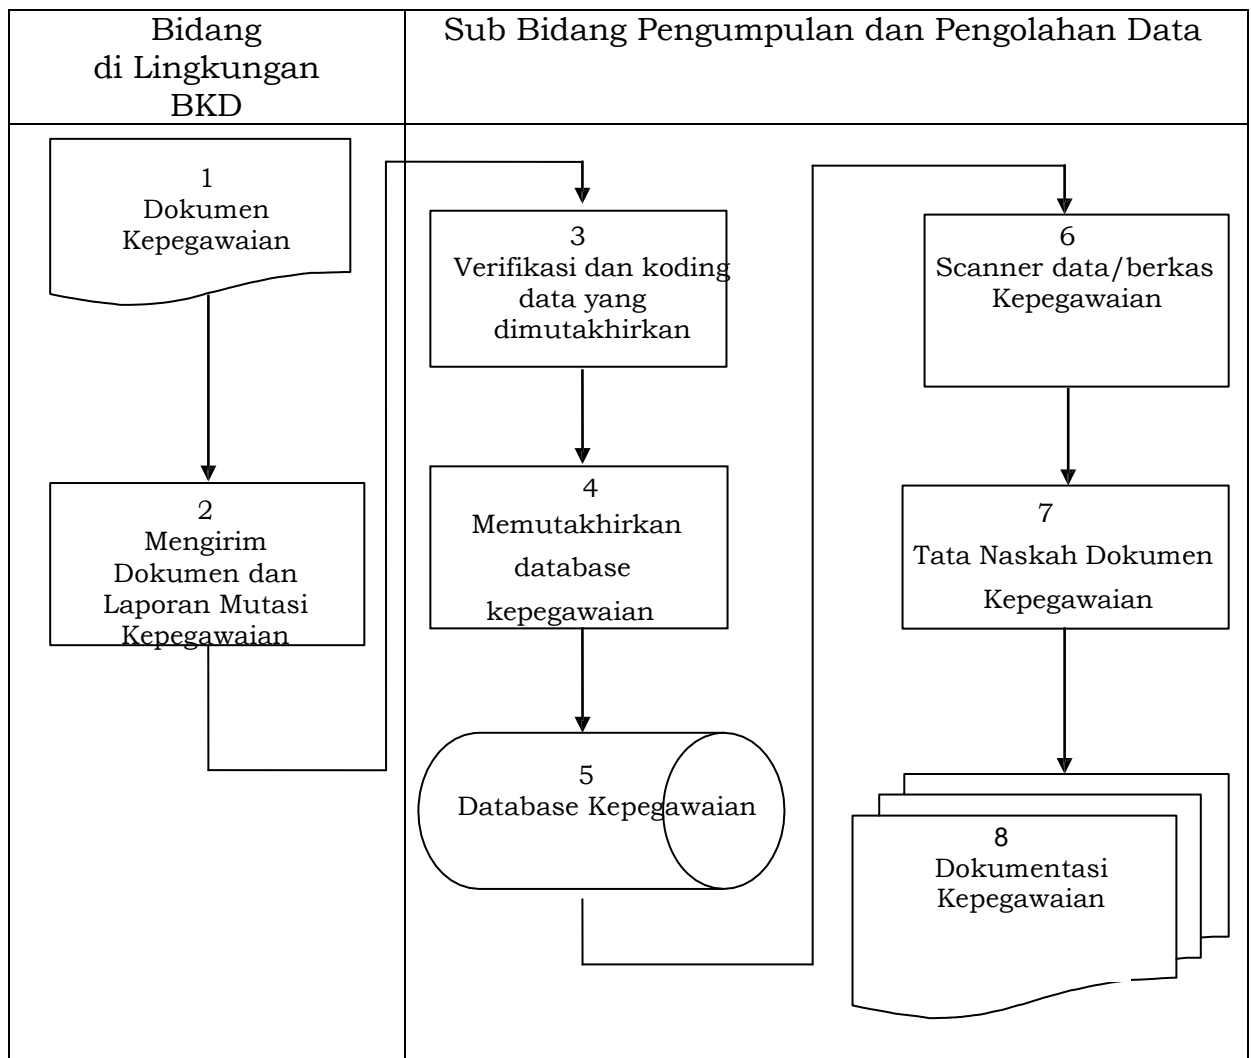 Bidang
di Lingkungan
BKD
Sub Bidang Pengumpulan dan Pengolahan Data
1
Dokumen
Kepegawaian
2
Mengirim
Dokumen dan
Laporan Mutasi
Kepegawaian
3
Verifikasi dan koding
data yang
dimutakhirkan
4
Memutakhirkan
database
kepegawaian
5
Database Kepegawaian
6
Scanner data/berkas
Kepegawaian
7
Tata Naskah Dokumen
Kepegawaian
8
Dokumentasi
Kepegawaian